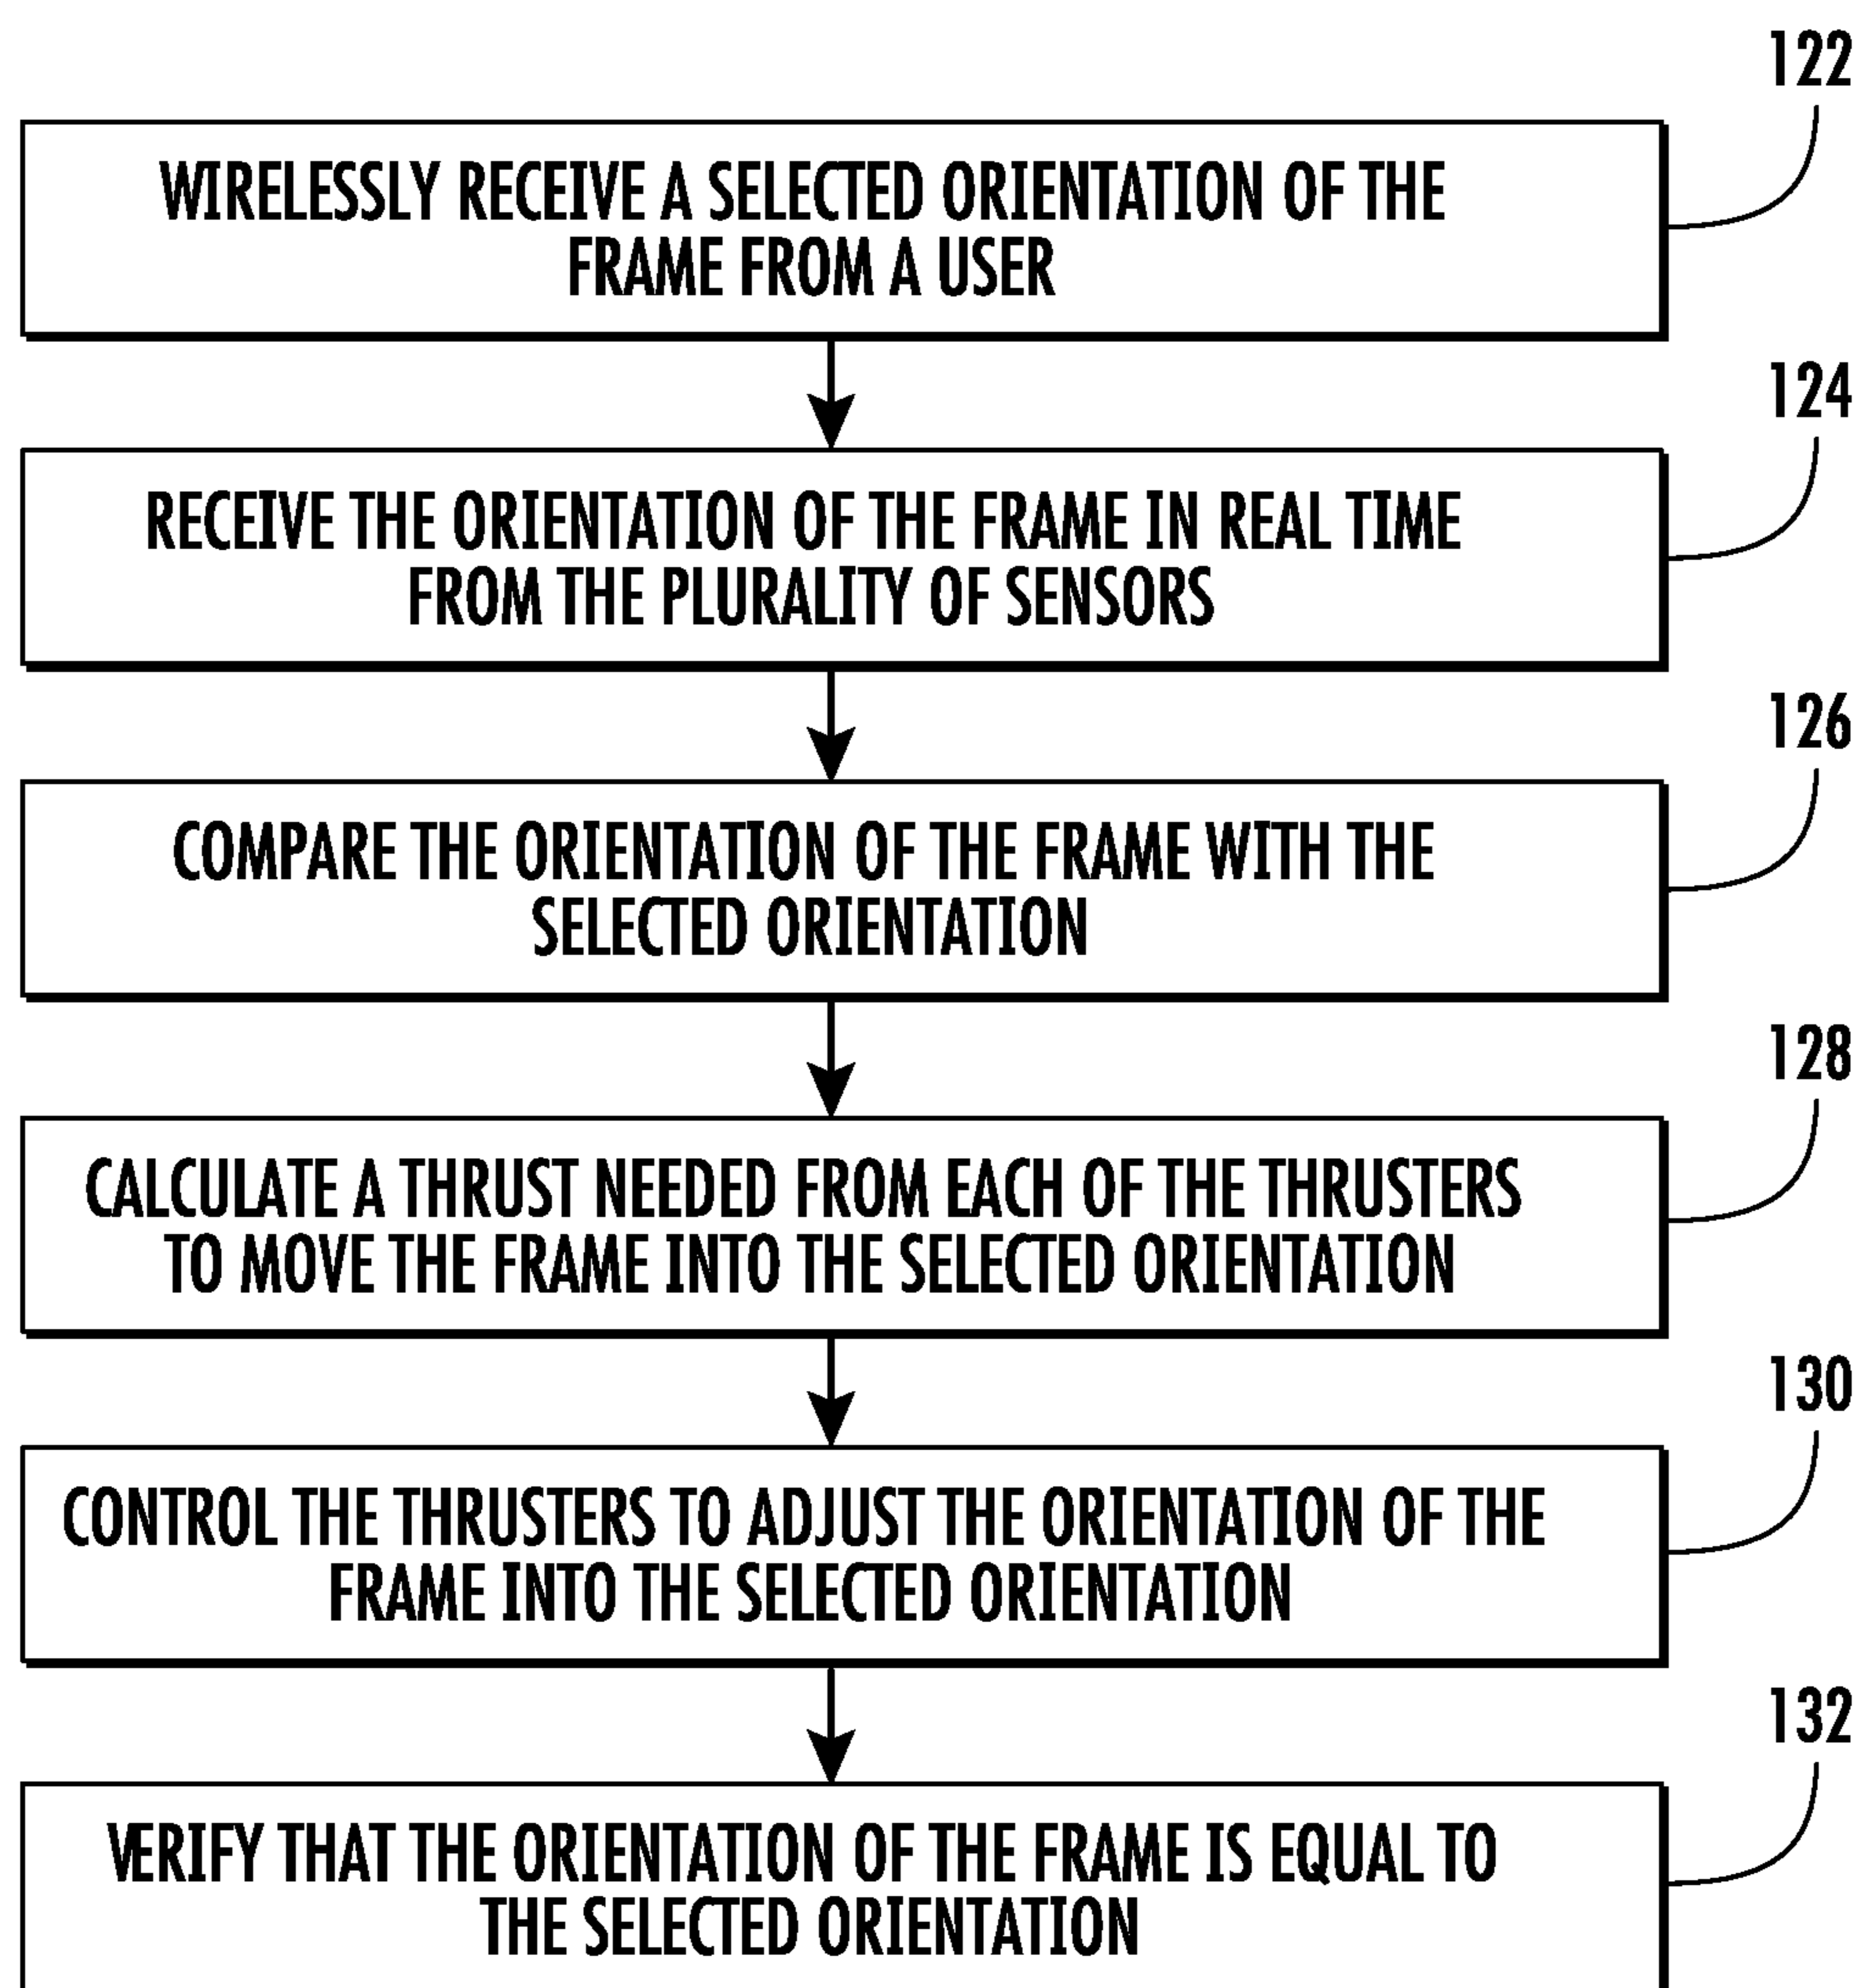 122
WIRELESSLY RECEIVE A SELECTED ORIENTATION OF THE
FRAME FROM A USER
124
RECEIVE THE ORIENTATION OF THE FRAME IN REAL TIME
FROM THE PLURALITY OF SENSORS
126
COMPARE THE ORIENTATION OF THE FRAME WITH THE
SELECTED ORIENTATION
128
CALCULATE A THRUST NEEDED FROM EACH OF THE THRUSTERS
TO MOVE THE FRAME INTO THE SELECTED ORIENTATION
130
CONTROL THE THRUSTERS TO ADJUST THE ORIENTATION OF THE
FRAME INTO THE SELECTED ORIENTATION
132
VERIFY THAT THE ORIENTATION OF THE FRAME IS EQUAL TO
THE SELECTED ORIENTATION